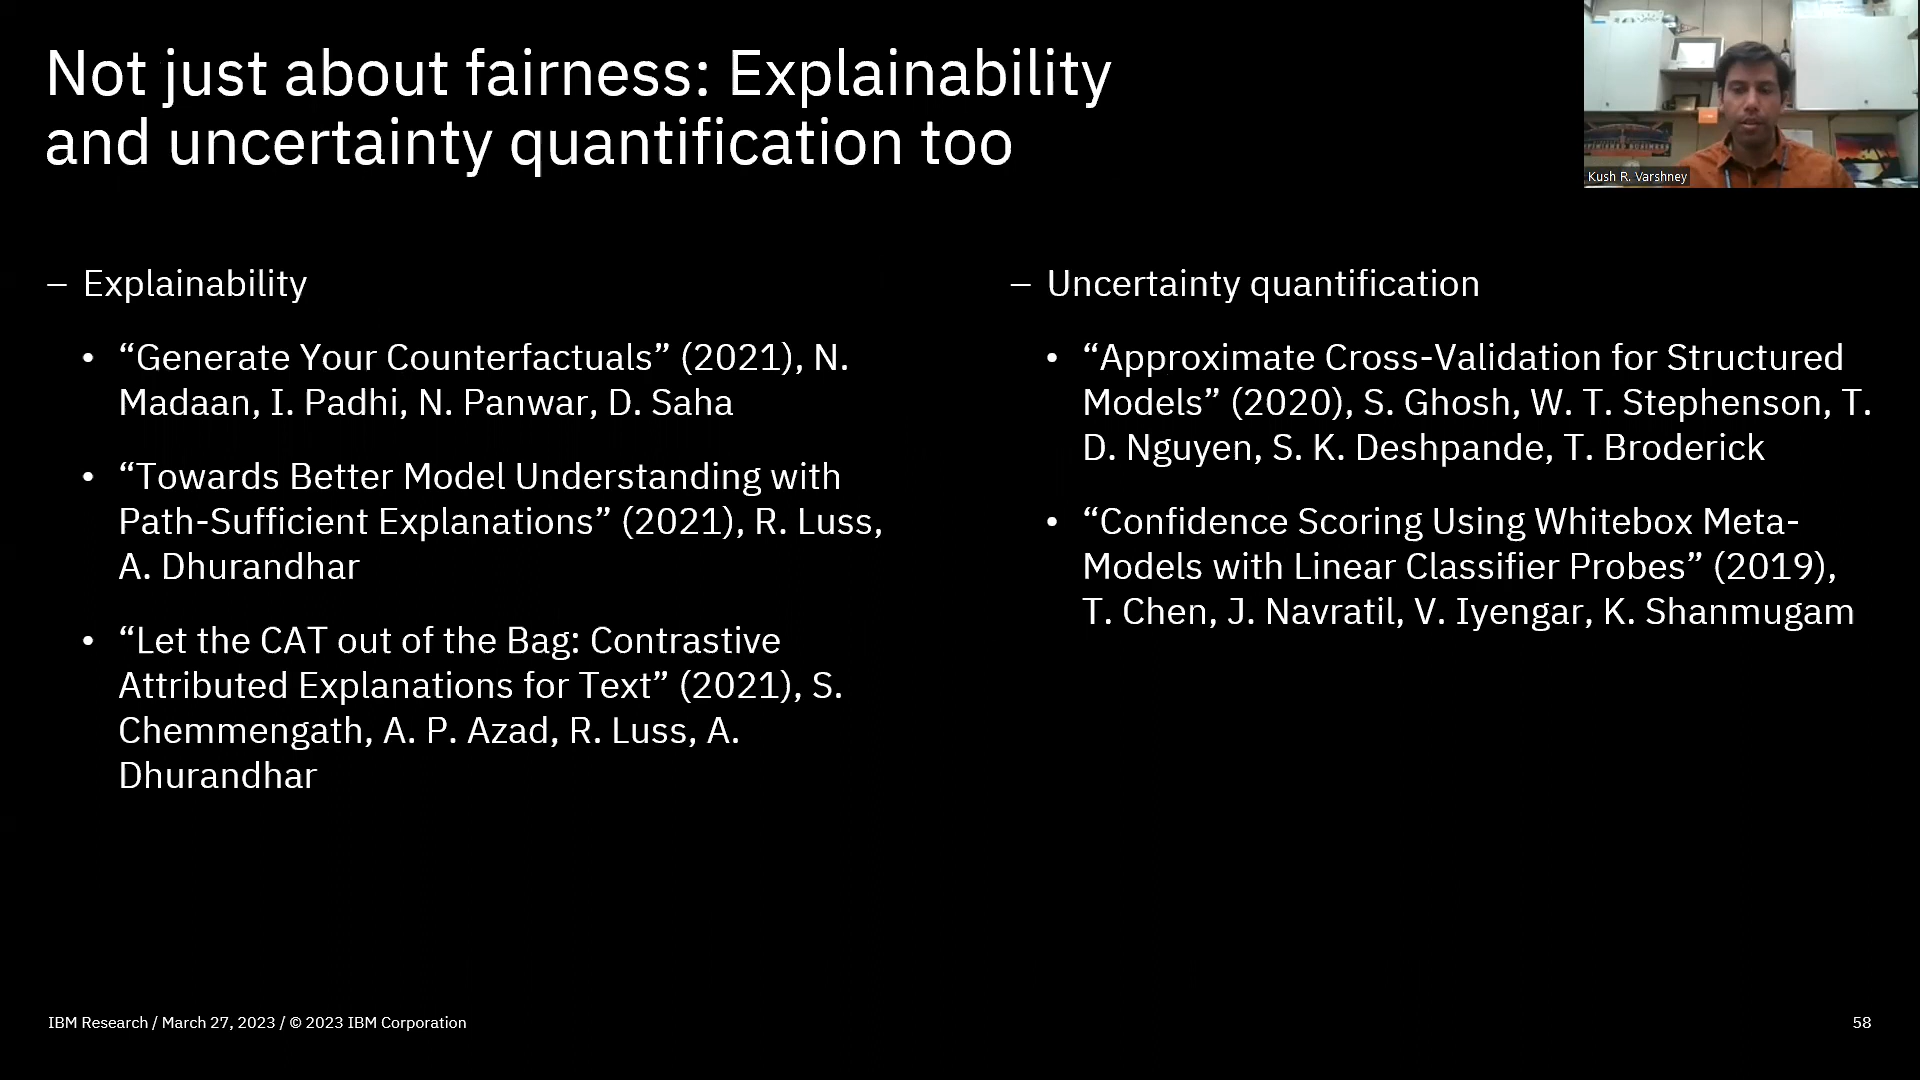 Not just about fairness: Explainability
and uncertainty quantification too
Kush R. Varshney
– Explainability
• “Generate Your Counterfactuals” (2021), N.
Madaan, I. Padhi, N. Panwar, D. Saha
• “Towards Better Model Understanding with
Path-Sufficient Explanations” (2021), R. Luss,
A. Dhurandhar
• “Let the CAT out of the Bag: Contrastive
Attributed Explanations for Text” (2021), S.
Chemmengath, A. P. Azad, R. Luss, A.
Dhurandhar
– Uncertainty quantification
• “Approximate Cross-Validation for Structured
Models” (2020), S. Ghosh, W. T. Stephenson, T.
D. Nguyen, S. K. Deshpande, T. Broderick
• “Confidence Scoring Using Whitebox Meta-
Models with Linear Classifier Probes” (2019),
T. Chen, J. Navratil, V. Iyengar, K. Shanmugam
IBM Research / March 27, 2023 / © 2023 IBM Corporation
58